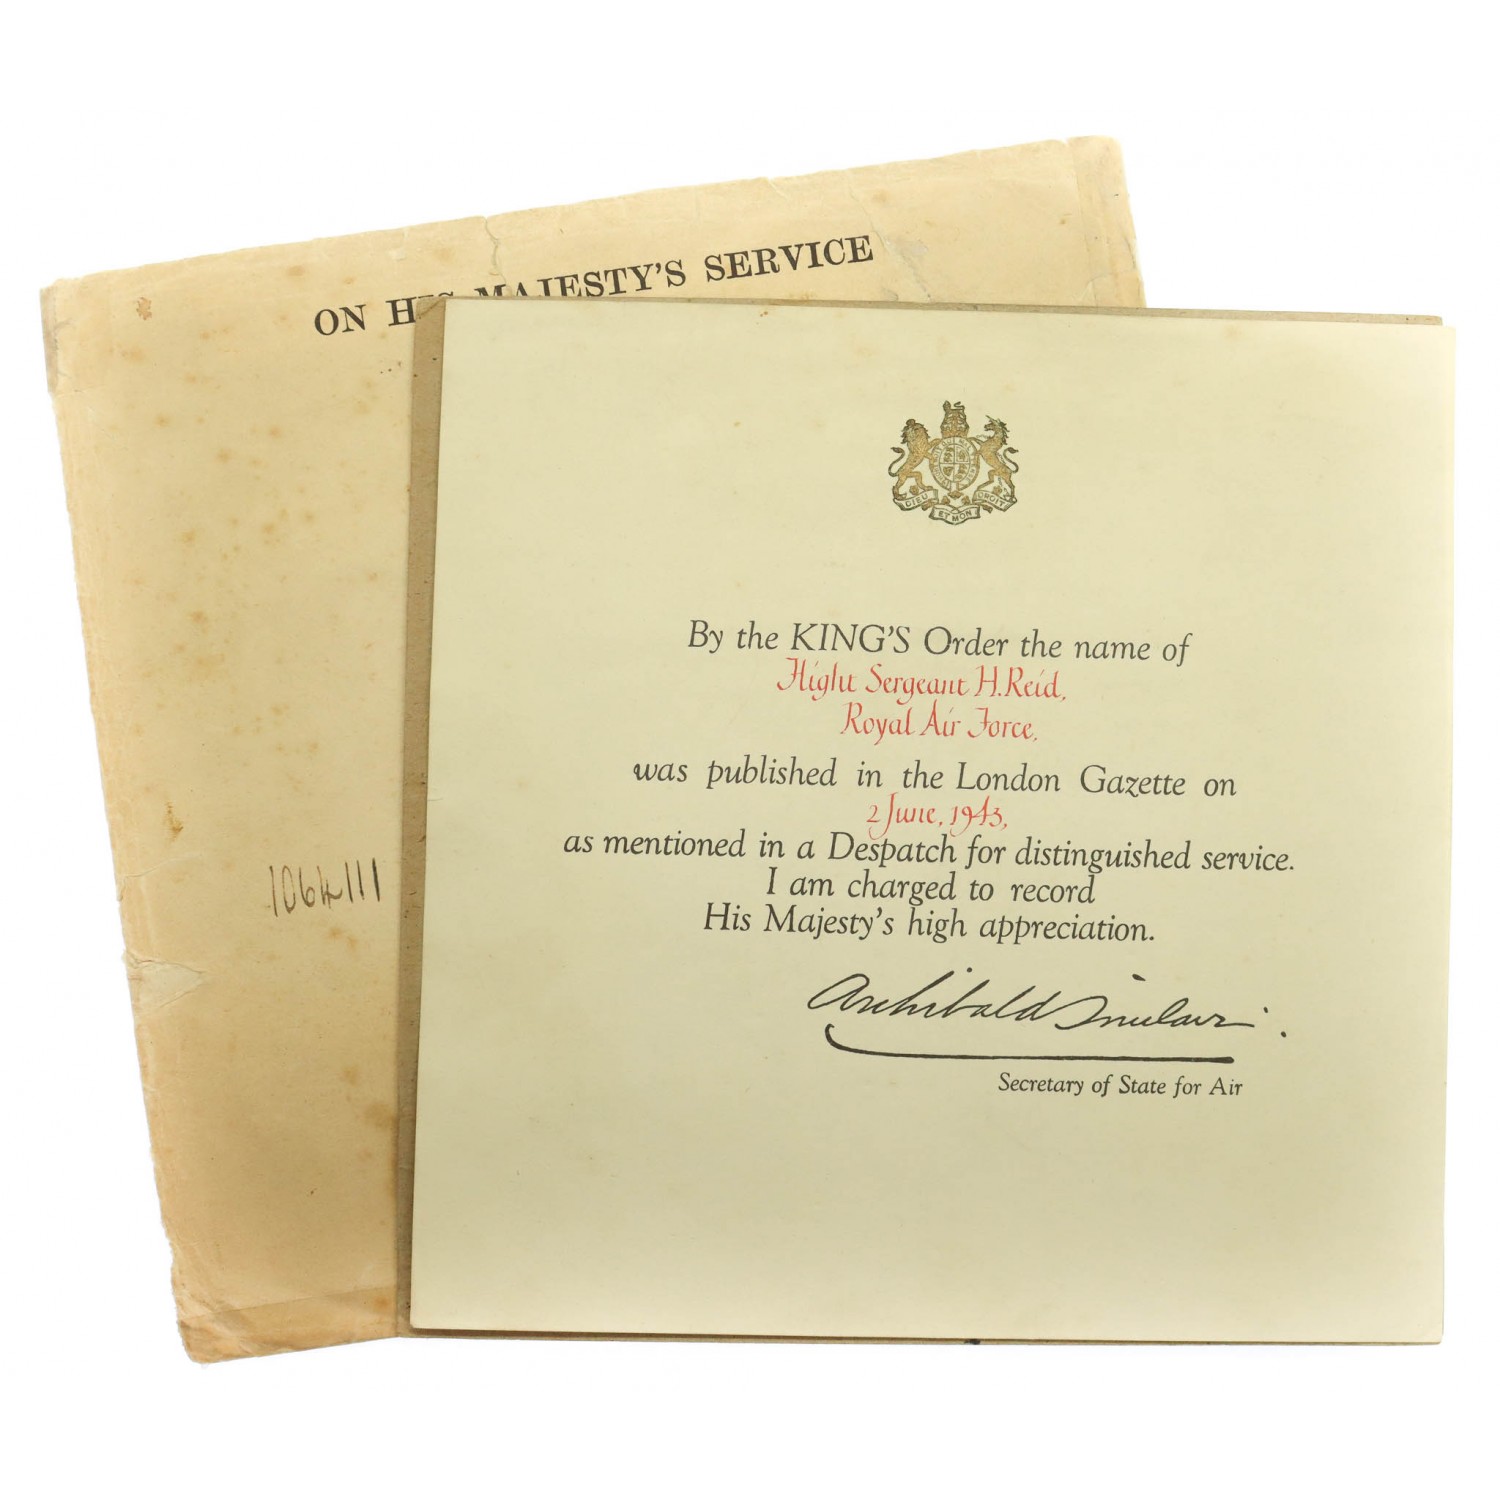 ON HIS MAJESTY'S SERVICE
1064111
DIEU ET MON DROIT
By the KING'S Order the name of
Flight Sergeant H. Reid,
Royal Air Force,
was published in the London Gazette on
2 June, 1943,
as mentioned in a Despatch for distinguished service.
I am charged to record
His Majesty's high appreciation.
Archibald Sinclair.
Secretary of State for Air